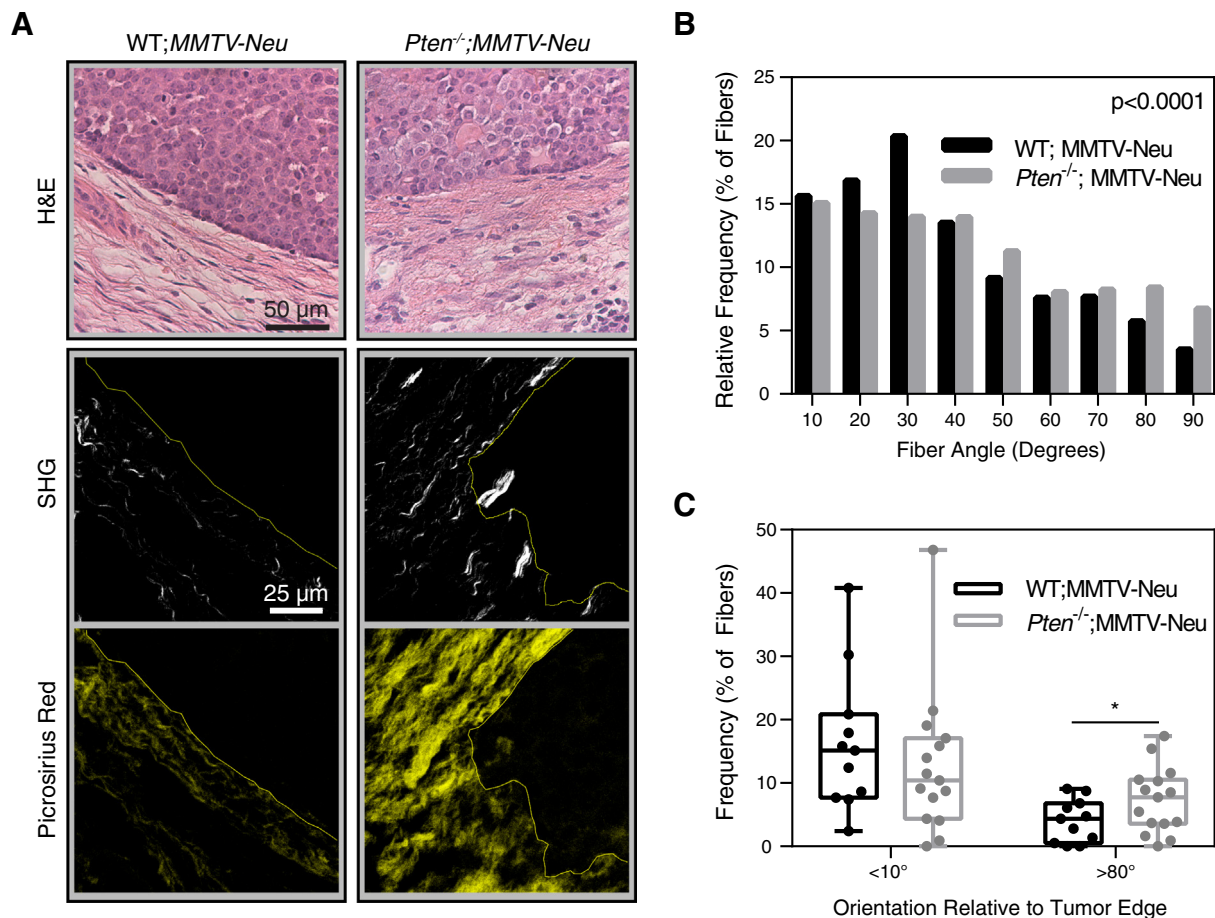 A
WT;MMTV-Neu
Pten-/-;MMTV-Neu
H&E
50 µm
SHG
25 µm
Picrosirius Red
B
Relative Frequency (% of Fibers)
25
20
15
10
5
0
p<0.0001
WT; MMTV-Neu
Pten-/-; MMTV-Neu
10 20 30 40 50 60 70 80 90
Fiber Angle (Degrees)
C
Frequency (% of Fibers)
50
40
30
20
10
0
WT;MMTV-Neu
Pten-/-;MMTV-Neu
*
<10° >80°
Orientation Relative to Tumor Edge